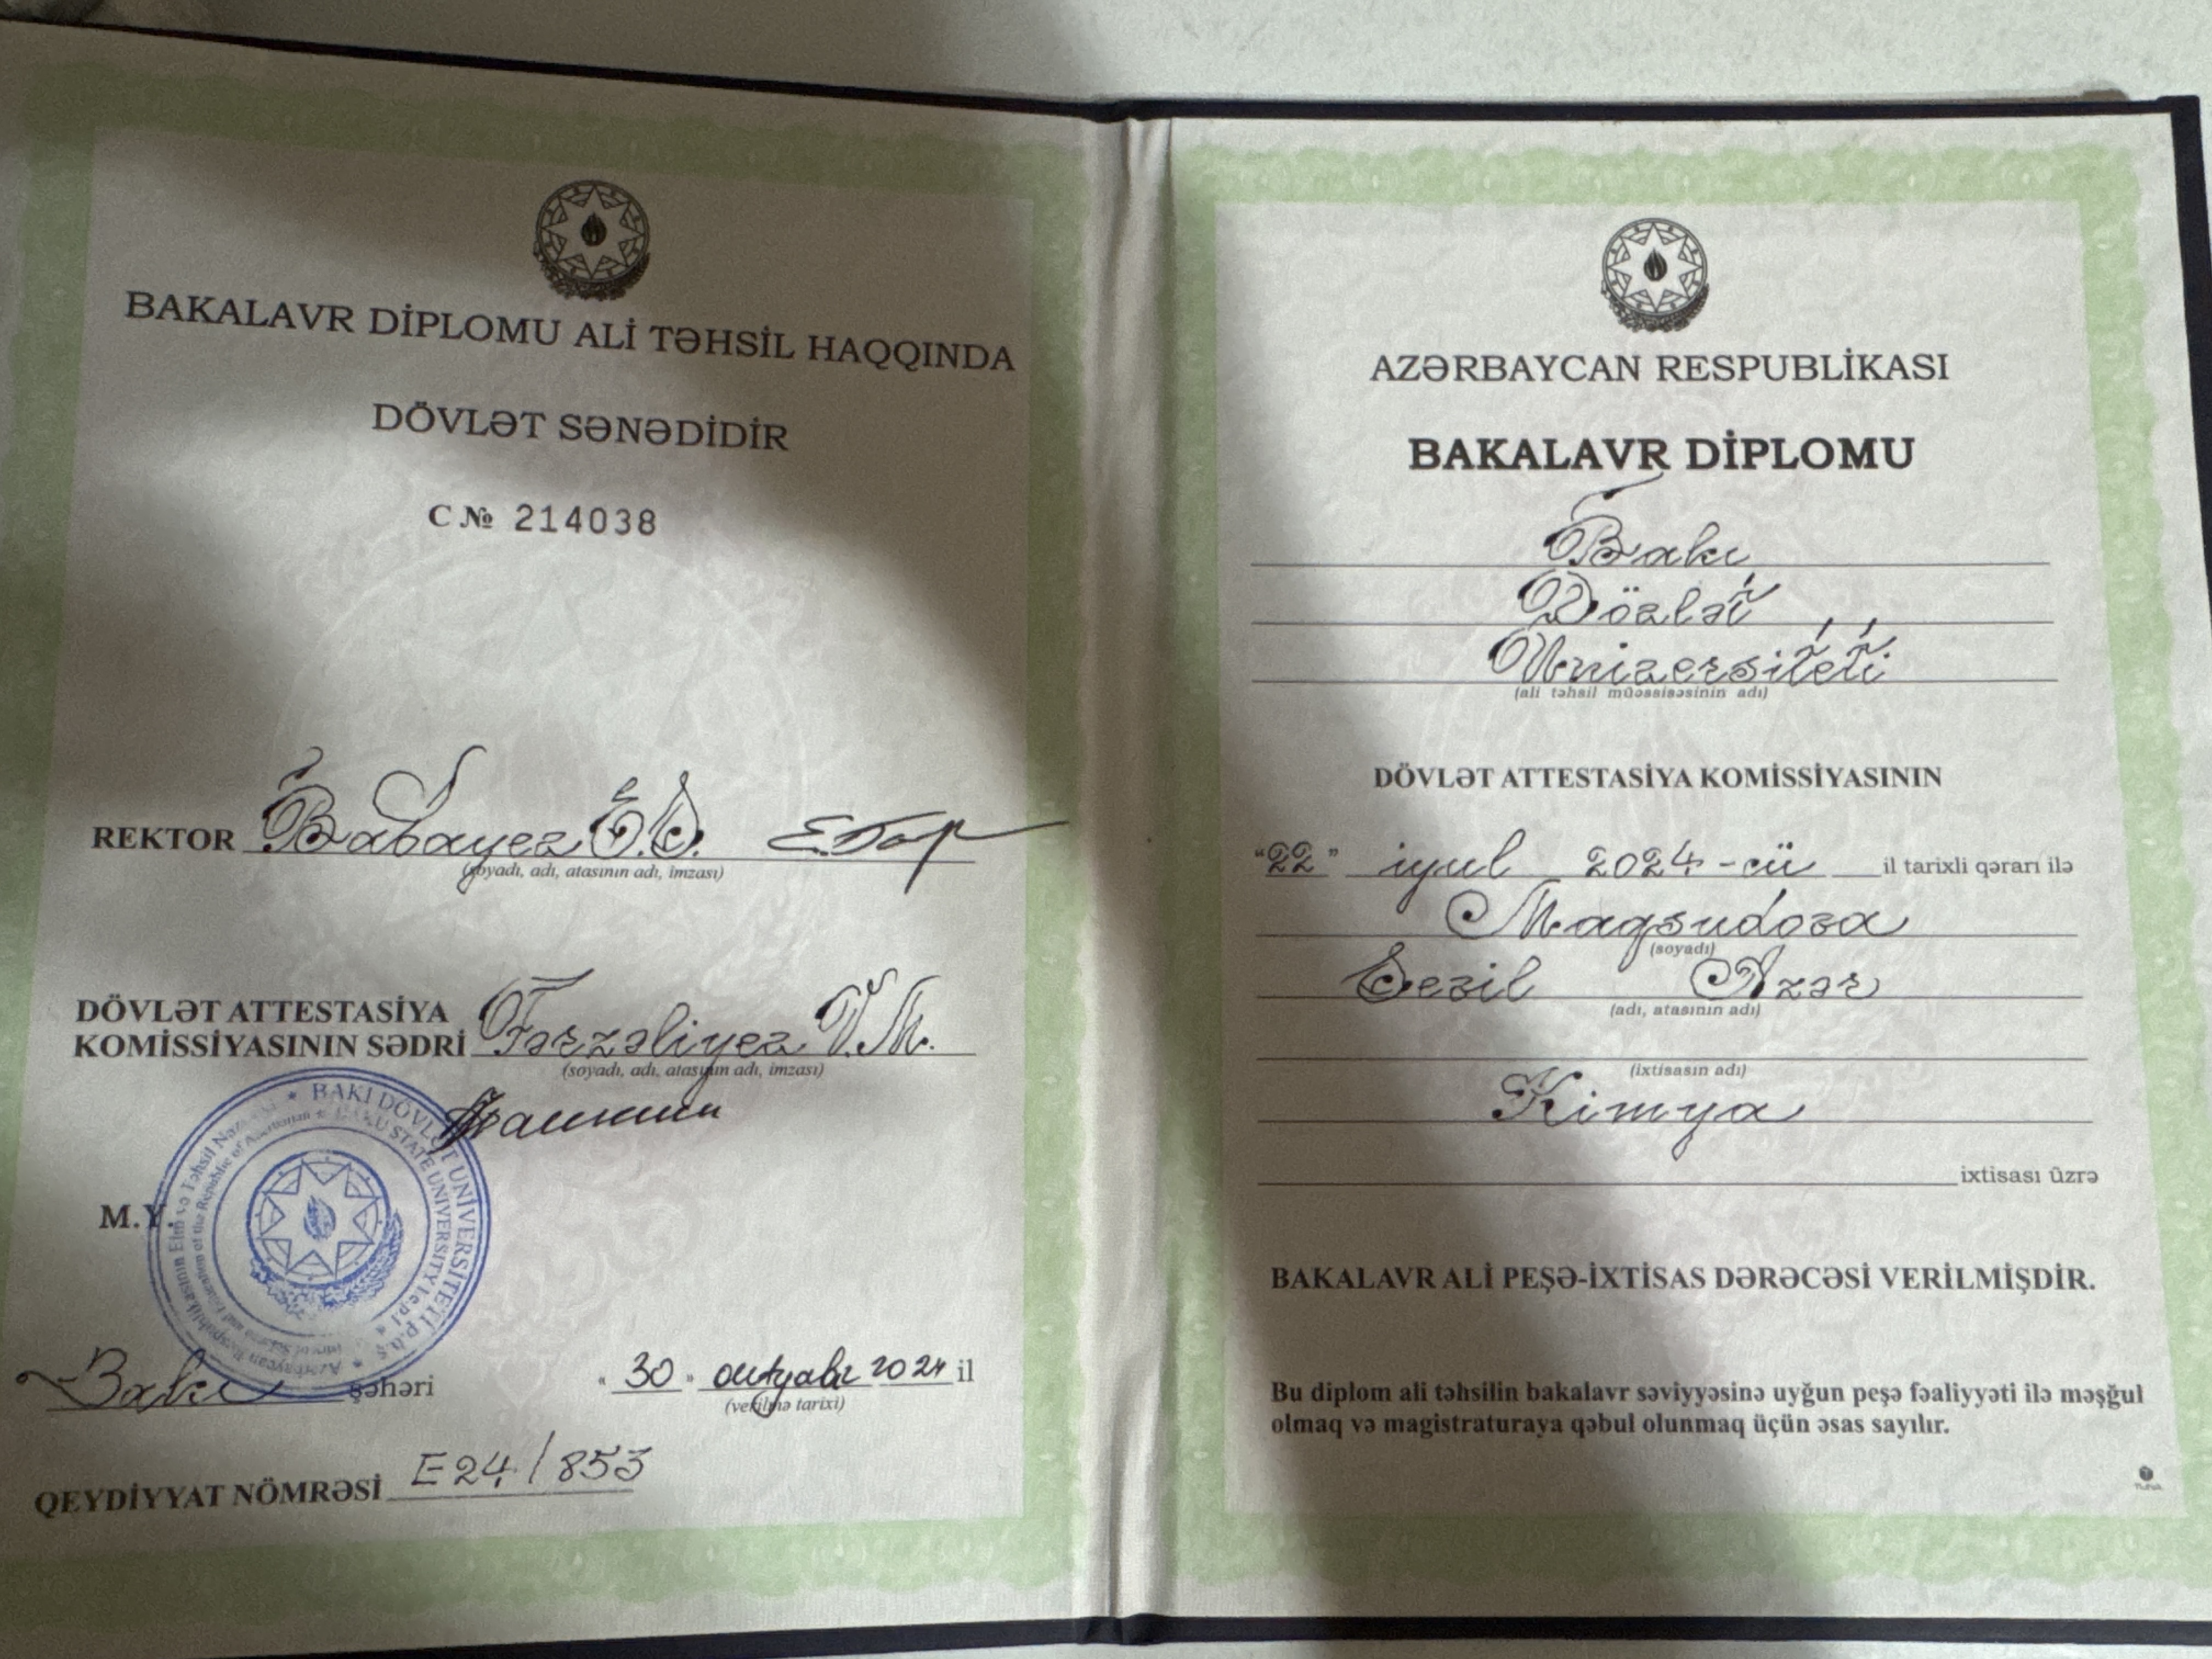 BAKALAVR DİPLOMU ALİ TƏHSİL HAQQINDA
DÖVLƏT SƏNƏDİDİR
C № 214038
REKTOR Babayev E.S.
(soyadı, adı, atasının adı, imzası)
DÖVLƏT ATTESTASİYA
KOMİSSİYASININ SƏDRİ Fərzəliyev V.M.
(soyadı, adı, atasının adı, imzası)
BAKI DÖVLƏT UNİVERSİTETİ p.h.ş
BAKU STATE UNIVERSITY l.e.p.l
M.Y.
Bakı şəhəri
"30" oktyabr 2024 il
(verilmə tarixi)
QEYDİYYAT NÖMRƏSİ E24/853
AZƏRBAYCAN RESPUBLİKASI
BAKALAVR DİPLOMU
Bakı
Dövlət
Universiteti
(ali təhsil müəssisəsinin adı)
DÖVLƏT ATTESTASİYA KOMİSSİYASININ
"22" iyul 2024-cü il tarixli qərarı ilə
Maqsudova
(soyadı)
Sevil Azər
(adı, atasının adı)
(ixtisasın adı)
Kimya
ixtisası üzrə
BAKALAVR ALİ PEŞƏ-İXTİSAS DƏRƏCƏSİ VERİLMİŞDİR.
Bu diplom ali təhsilin bakalavr səviyyəsinə uyğun peşə fəaliyyəti ilə məşğul
olmaq və magistraturaya qəbul olunmaq üçün əsas sayılır.